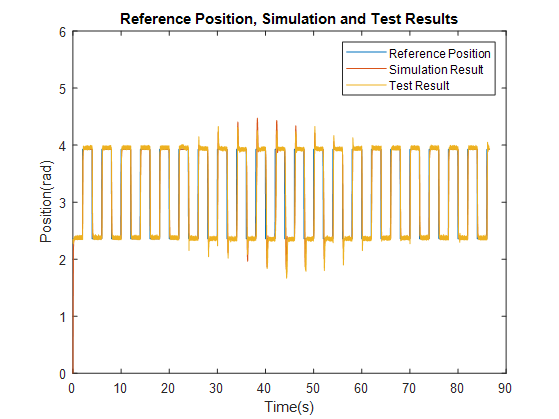 Reference Position, Simulation and Test Results
Reference Position
Simulation Result
Test Result
Position(rad)
6
5
4
3
2
1
0
0 10 20 30 40 50 60 70 80 90
Time(s)